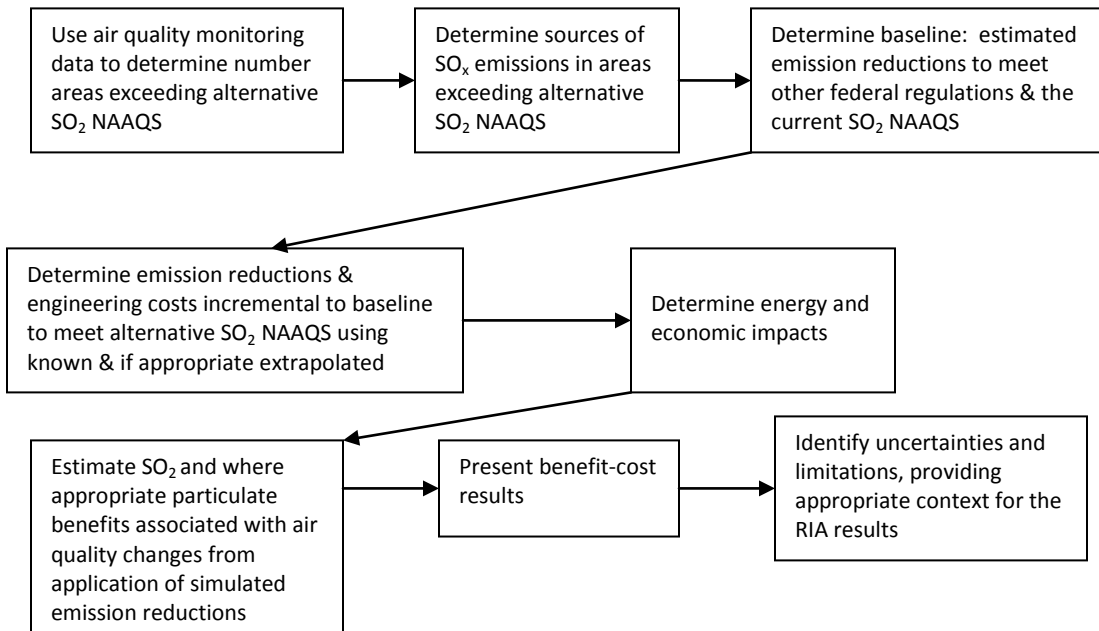 Use air quality monitoring
data to determine number
areas exceeding alternative
SO₂ NAAQS
Determine sources of
SOₓ emissions in areas
exceeding alternative
SO₂ NAAQS
Determine baseline:  estimated
emission reductions to meet
other federal regulations & the
current SO₂ NAAQS
Determine emission reductions &
engineering costs incremental to baseline
to meet alternative SO₂ NAAQS using
known & if appropriate extrapolated
Determine energy and
economic impacts
Estimate SO₂ and where
appropriate particulate
benefits associated with air
quality changes from
application of simulated
emission reductions
Present benefit-cost
results
Identify uncertainties and
limitations, providing
appropriate context for the
RIA results